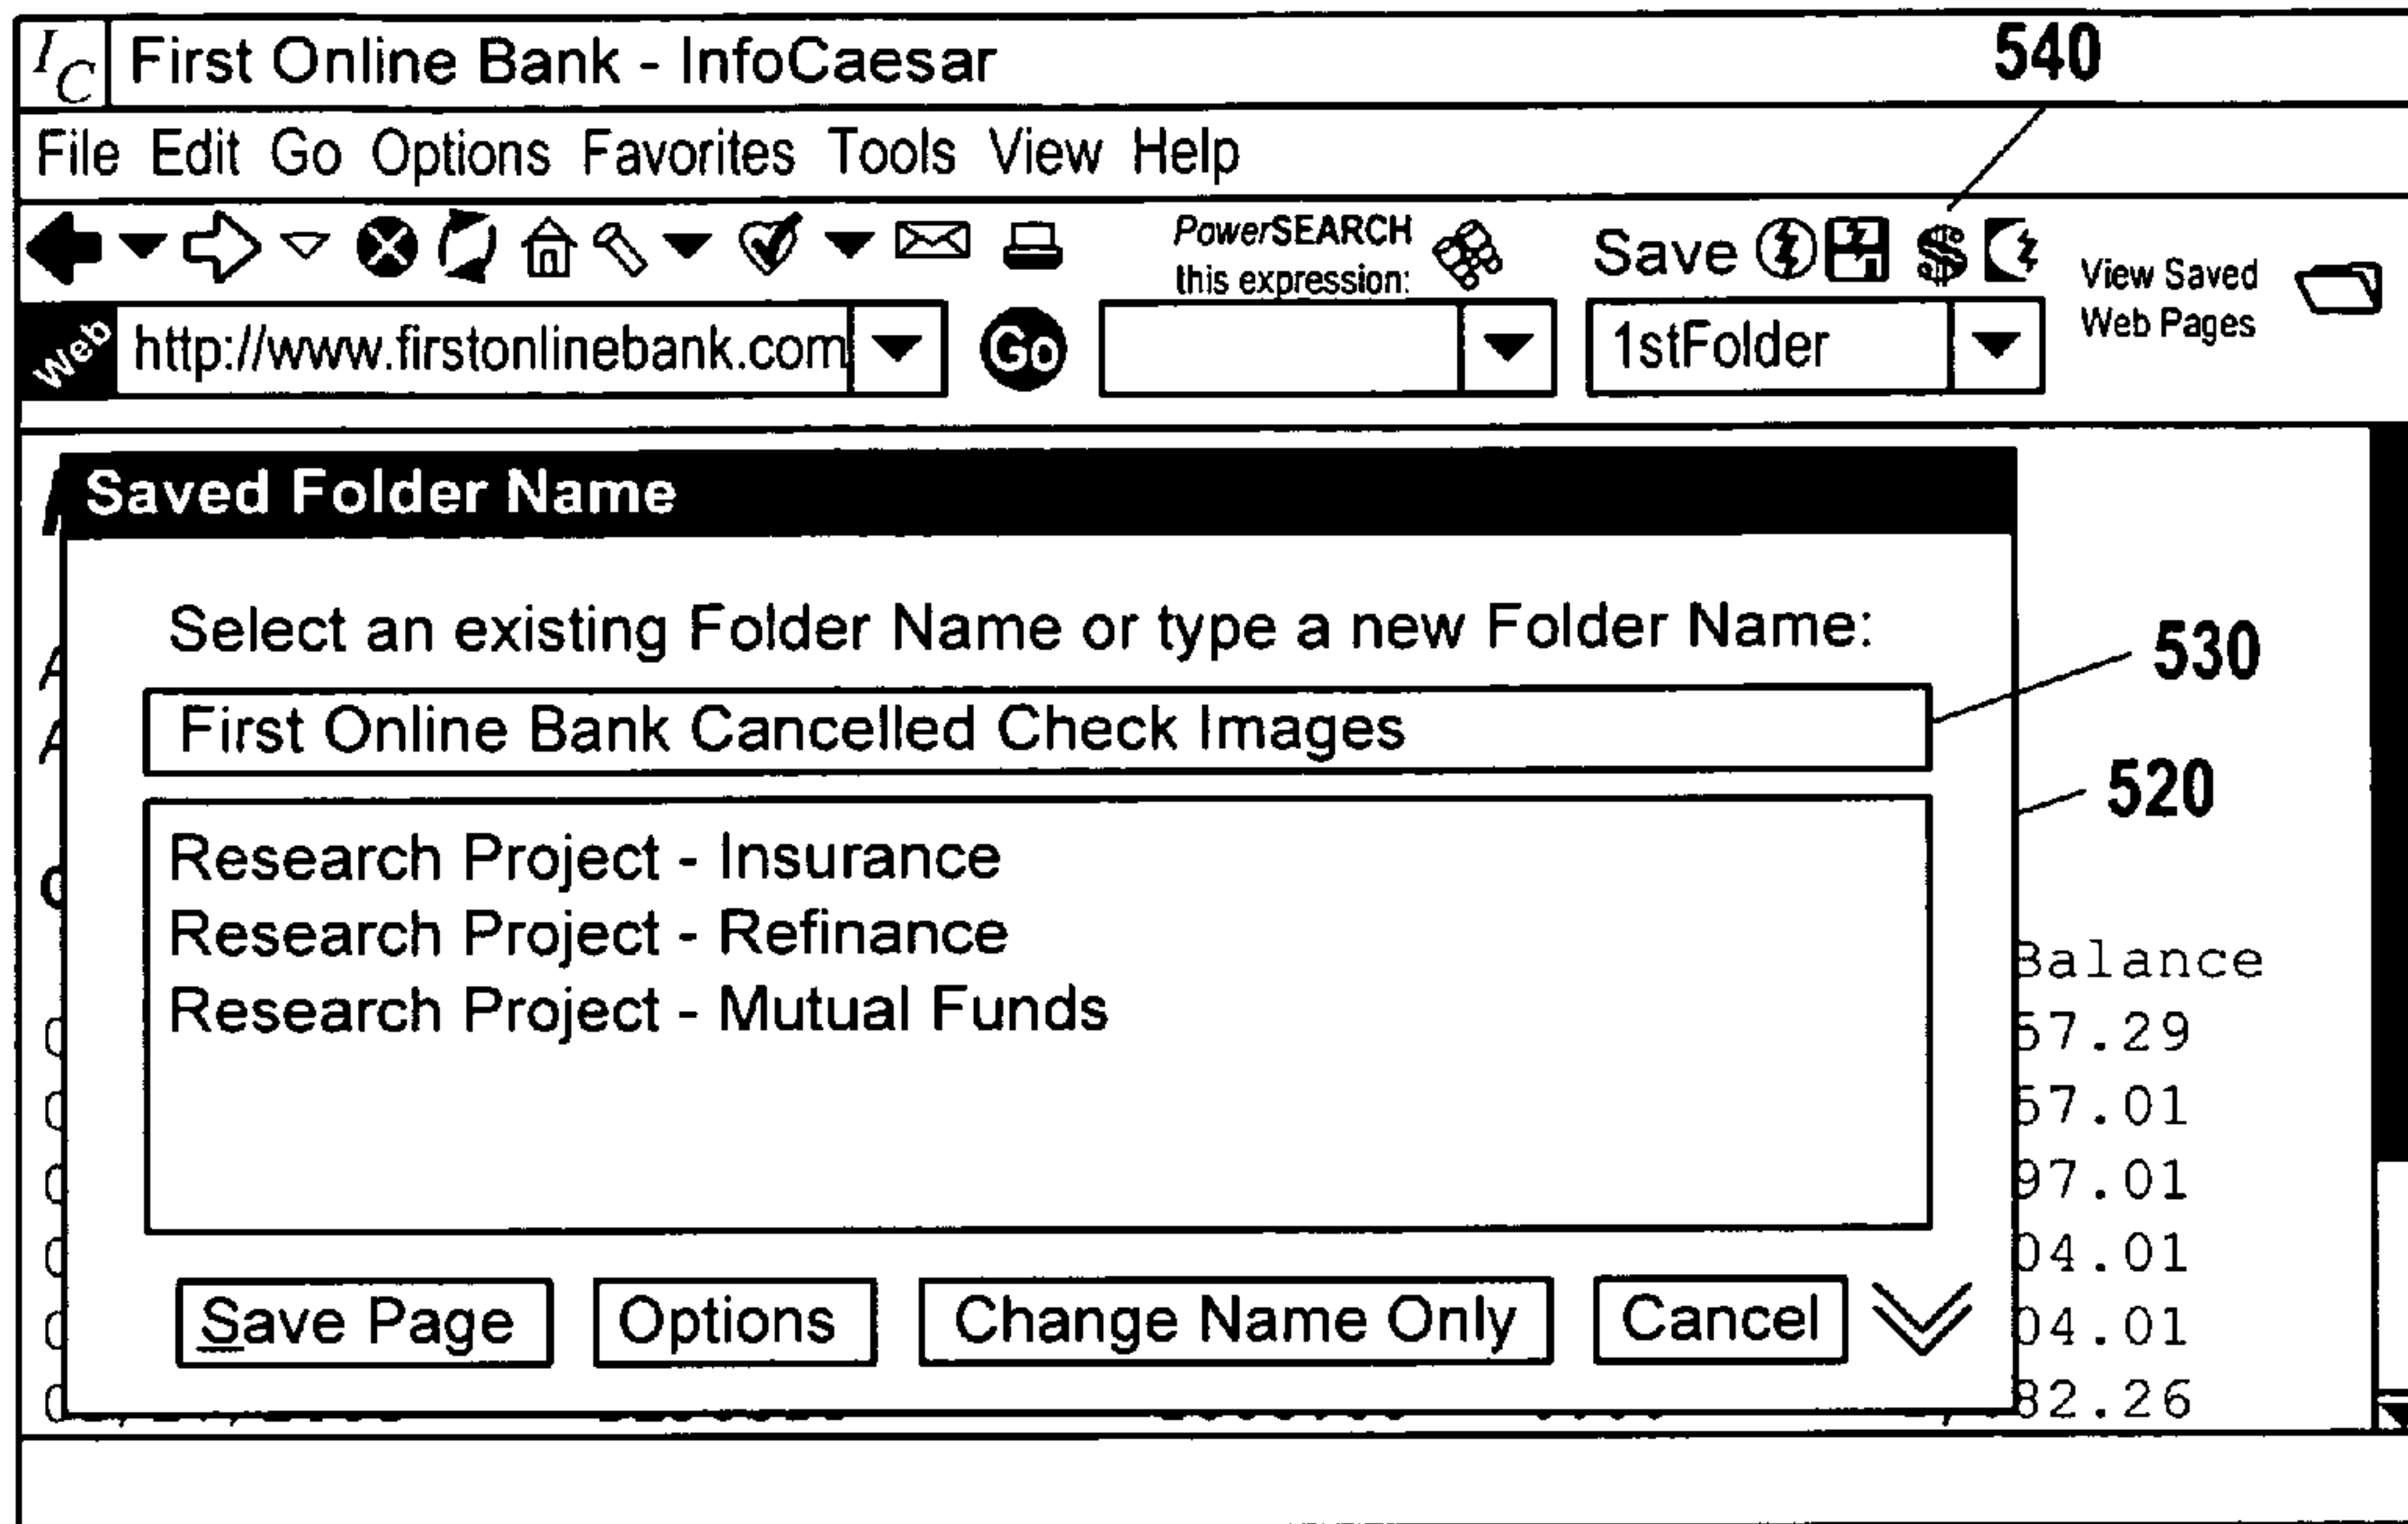 IC First Online Bank - InfoCaesar
540
File Edit Go Options Favorites Tools View Help
PowerSEARCH
this expression:
Save
View Saved
Web Pages
Web http://www.firstonlinebank.com
Go
1stFolder
Saved Folder Name
Select an existing Folder Name or type a new Folder Name:
530
First Online Bank Cancelled Check Images
520
Research Project - Insurance
Research Project - Refinance
Research Project - Mutual Funds
Balance
57.29
57.01
97.01
04.01
04.01
82.26
Save Page Options Change Name Only Cancel